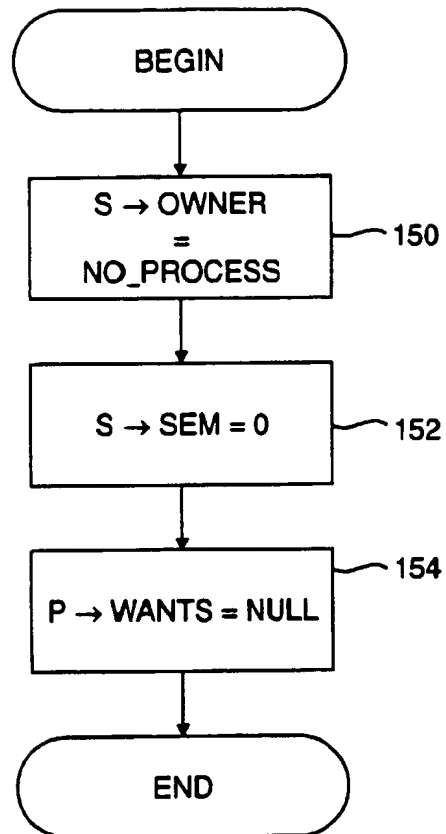 BEGIN
S → OWNER
=
NO_PROCESS
150
S → SEM = 0
152
154
P → WANTS = NULL
END